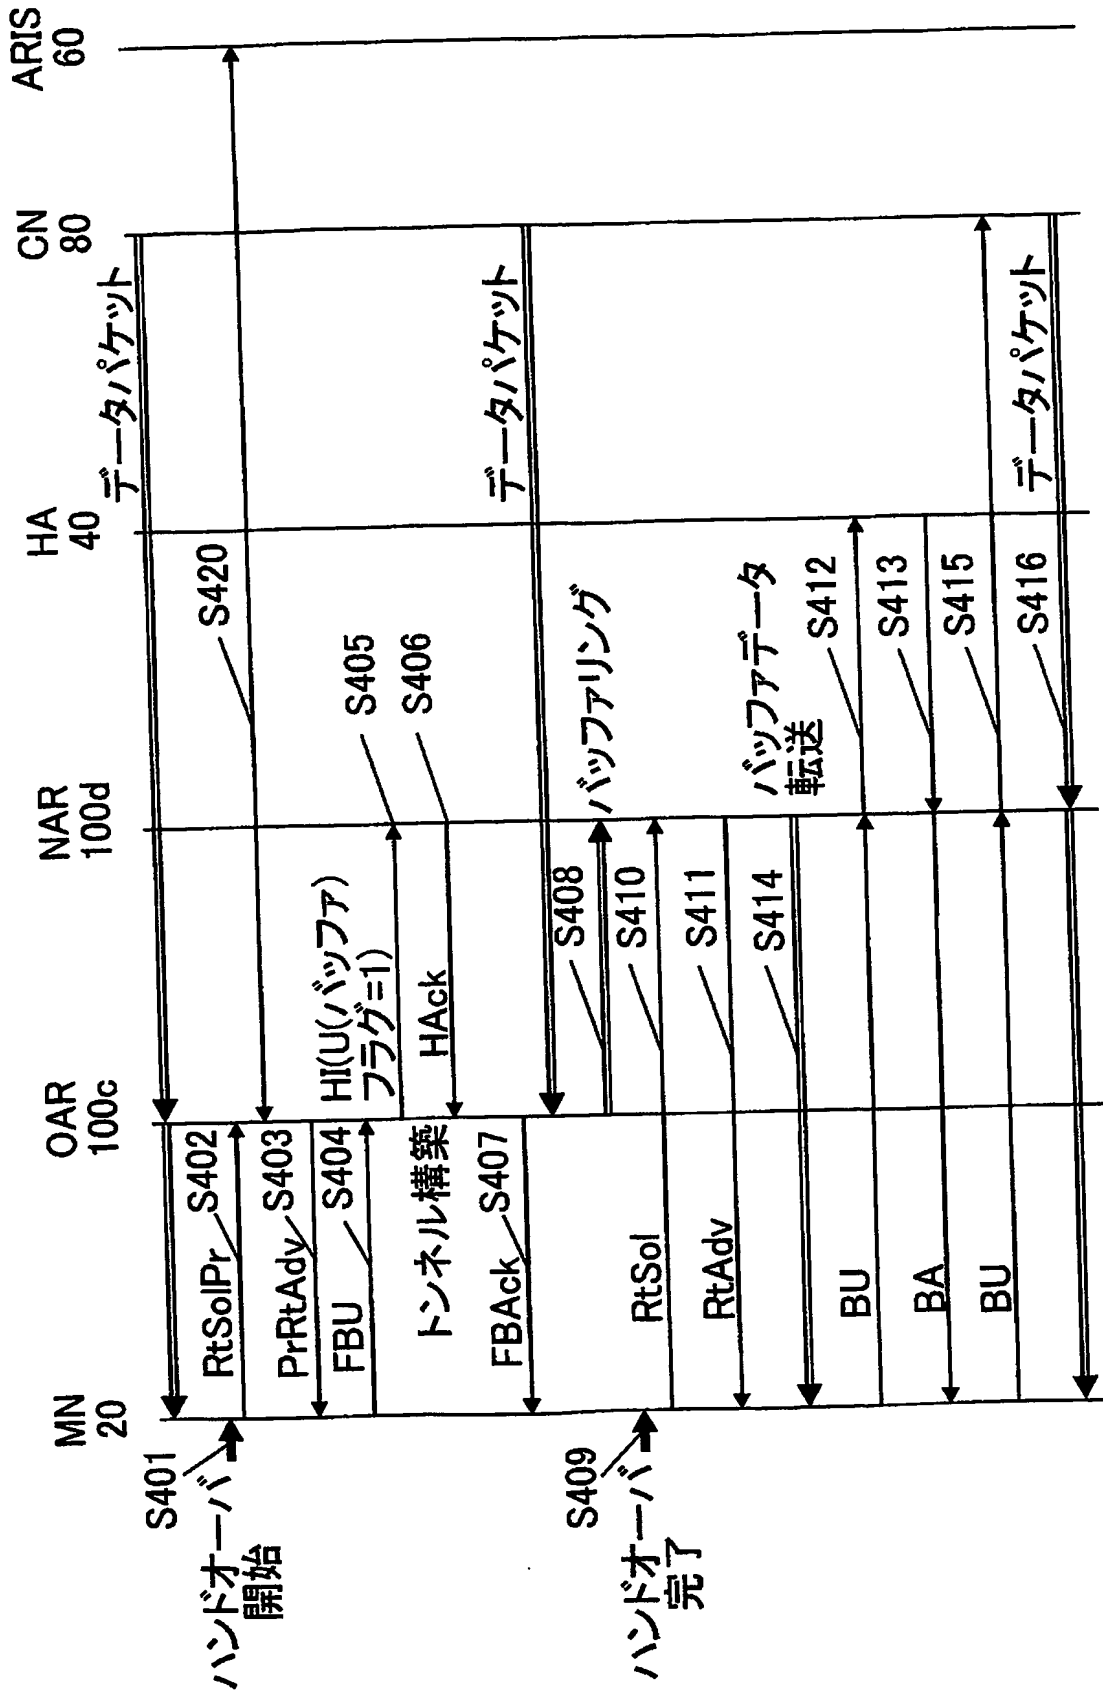 MN
20
OAR
100c
NAR
100d
HA
40
CN
80
ARIS
60
データパケット
S401
ハンドオーバ
開始
RtSolPr
S402
S420
PrRtAdv
S403
FBU
S404
HI(U(バッファ)
フラグ=1)
S405
HAck
S406
トンネル構築
FBAck
S407
データパケット
S408
バッファリング
S409
ハンドオーバ
完了
RtSol
S410
RtAdv
S411
S414
バッファデータ
転送
BU
S412
BA
S413
BU
S415
データパケット
S416